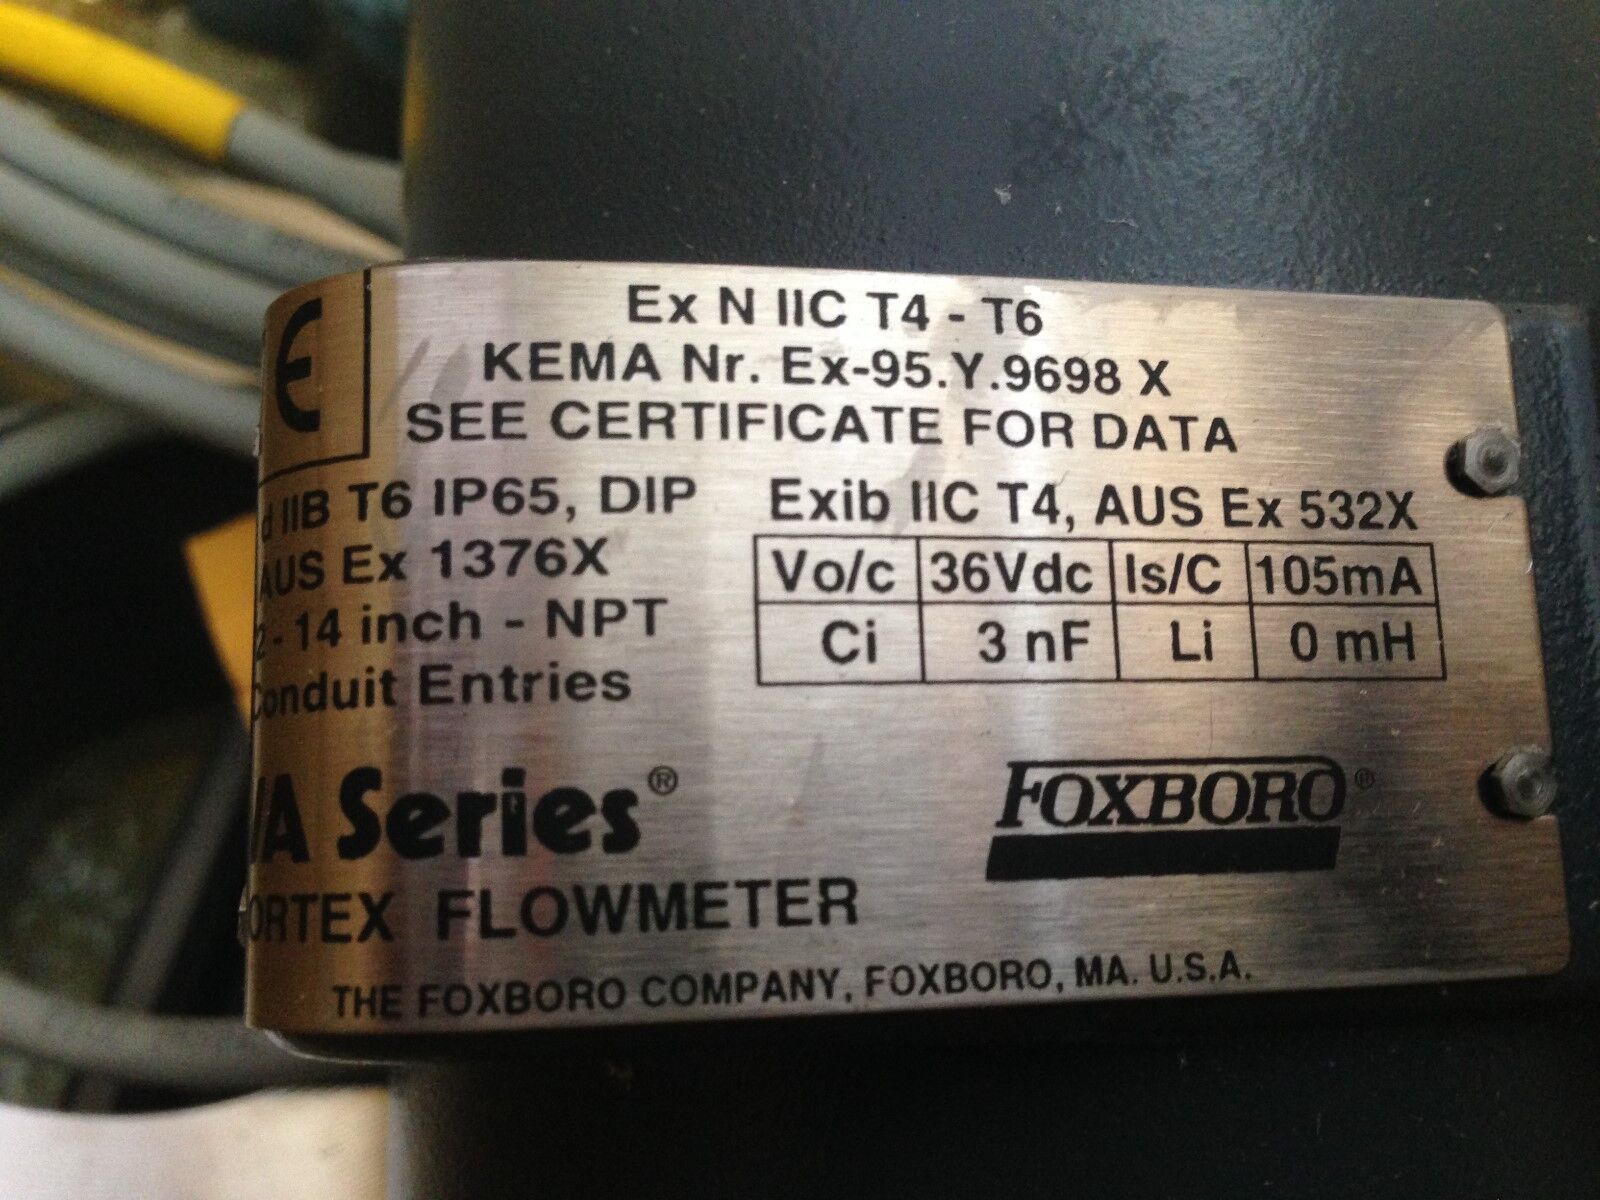 Ex N IIC T4 - T6
KEMA Nr. Ex-95.Y.9698 X
SEE CERTIFICATE FOR DATA
d IIB T6 IP65, DIP
AUS Ex 1376X
2 - 14 inch - NPT
Conduit Entries
Exib IIC T4, AUS Ex 532X
Vo/c 36Vdc Is/C 105mA
Ci 3 nF Li 0 mH
Series®
FOXBORO®
VORTEX FLOWMETER
THE FOXBORO COMPANY, FOXBORO, MA. U.S.A.